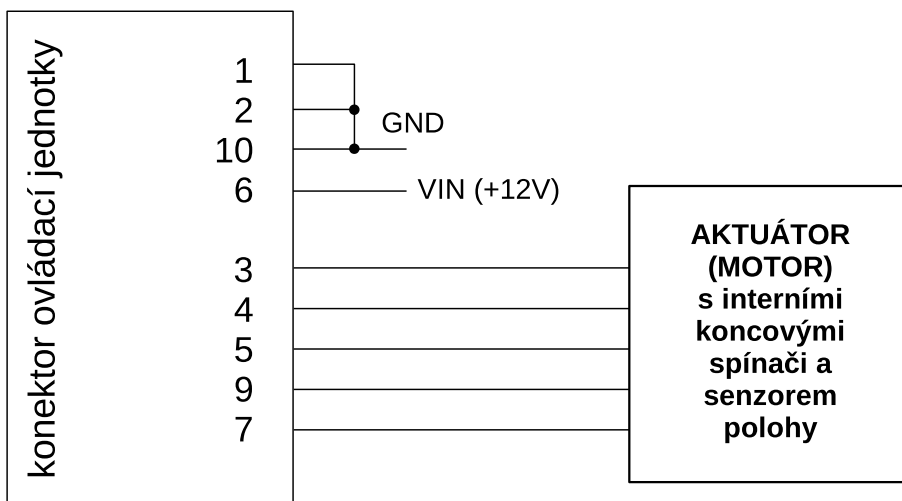 konektor ovládací jednotky
1
2
GND
10
6
VIN (+12V)
3
4
5
9
7
AKTUÁTOR
(MOTOR)
s interními
koncovými
spínači a
senzorem
polohy